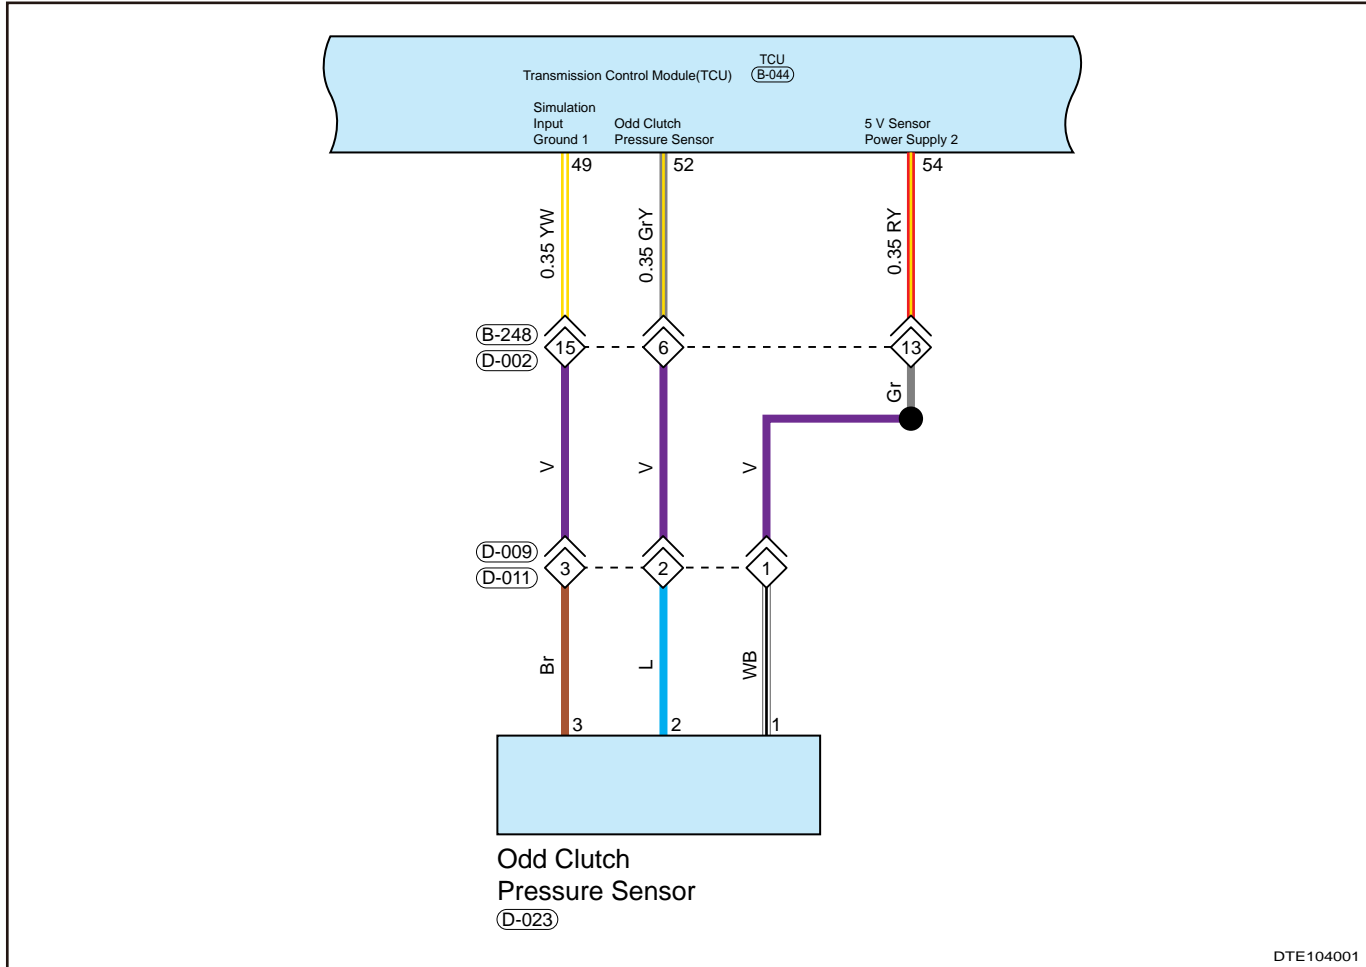 TCU
Transmission Control Module(TCU)
B-044
Simulation
Input
Ground 1
Odd Clutch
Pressure Sensor
5 V Sensor
Power Supply 2
49
52
54
0.35 YW
0.35 GrY
0.35 RY
B-248
D-002
15
6
13
Gr
V
V
V
D-009
D-011
3
2
1
Br
L
WB
3
2
1
Odd Clutch
Pressure Sensor
D-023
DTE104001